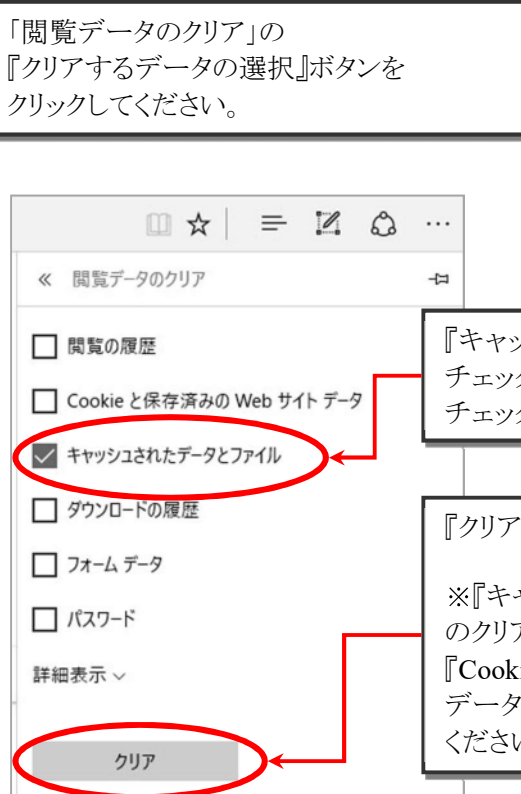 「閲覧データのクリア」の
『クリアするデータの選択』ボタンを
クリックしてください。
≪ 閲覧データのクリア
閲覧の履歴
Cookie と保存済みの Web サイト データ
キャッシュされたデータとファイル
ダウンロードの履歴
フォーム データ
パスワード
詳細表示
クリア
『キャッ
チェッ
チェッ
『クリア
※『キャ
のクリア
『Cook
データ
ください